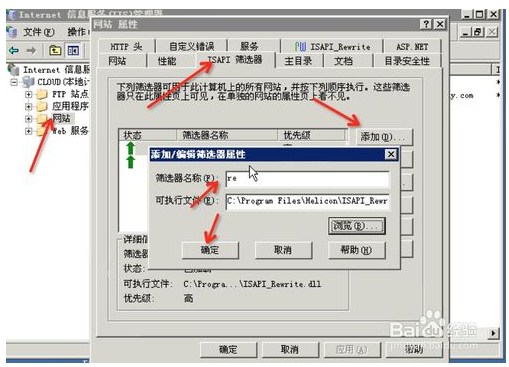 Internet 信息服务(IIS)管理器
文件(F) 操作
网站 属性
HTTP 头 自定义错误 服务 ISAPI_Rewrite ASP.NET
网站 性能 ISAPI 筛选器 主目录 文档 目录安全性
Internet 信息服
CLOUD(本地
FTP 站点
应用程序
网站
Web 服务
下列筛选器可用于此计算机上的所有网站，并按下列顺序执行。这些筛选
器只在此属性页上可见，在单独的网站的属性页上看不见。
y.com
状态 筛选器名称 优先级
添加(D)...
高
添加/编辑筛选器属性
筛选器名称(F): re
可执行文件(E): C:\Program Files\Helicon\ISAPI_Rewr
浏览(B)...
确定 取消 帮助(H)
详细信
筛选器
状态: 已加载
可执行文件: C:\Progra...\ISAPI_Rewrite.dll
优先级: 高
确定 取消 应用(A) 帮助
Baidu 经验